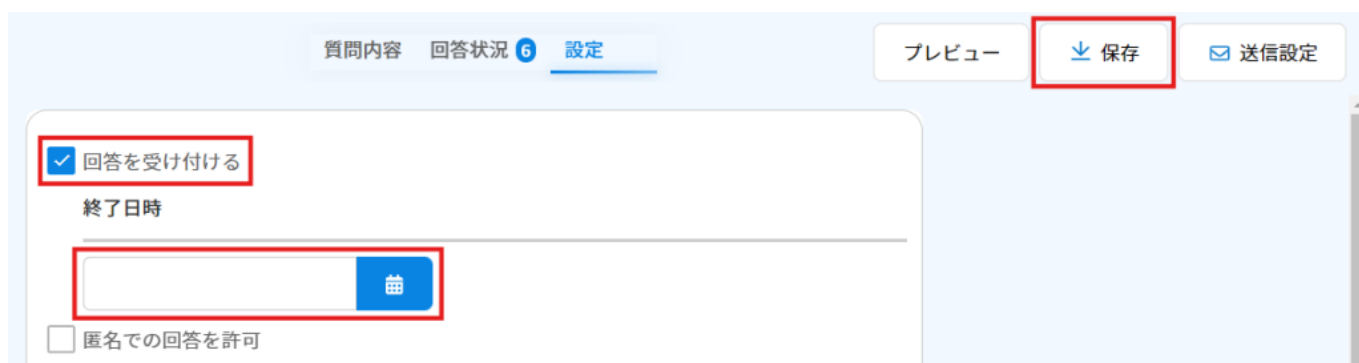 質問内容 回答状況 6 設定 プレビュー 保存 送信設定
回答を受け付ける
終了日時
匿名での回答を許可